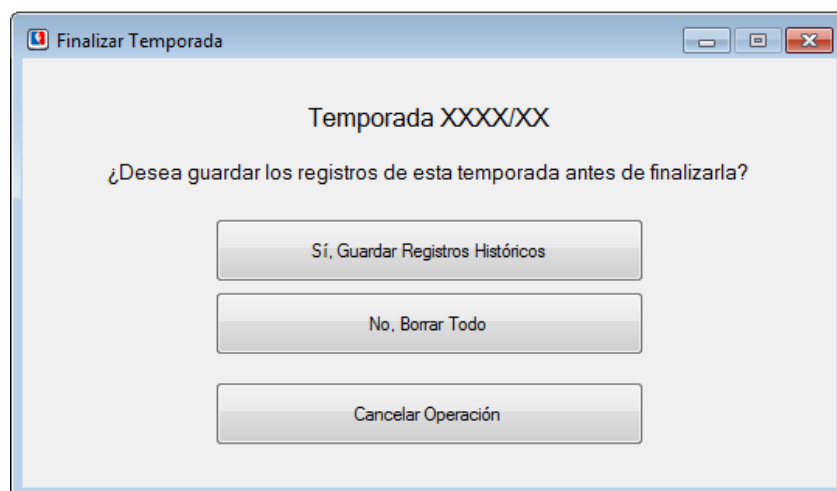 Finalizar Temporada
Temporada XXXX/XX
¿Desea guardar los registros de esta temporada antes de finalizarla?
Sí, Guardar Registros Históricos
No, Borrar Todo
Cancelar Operación